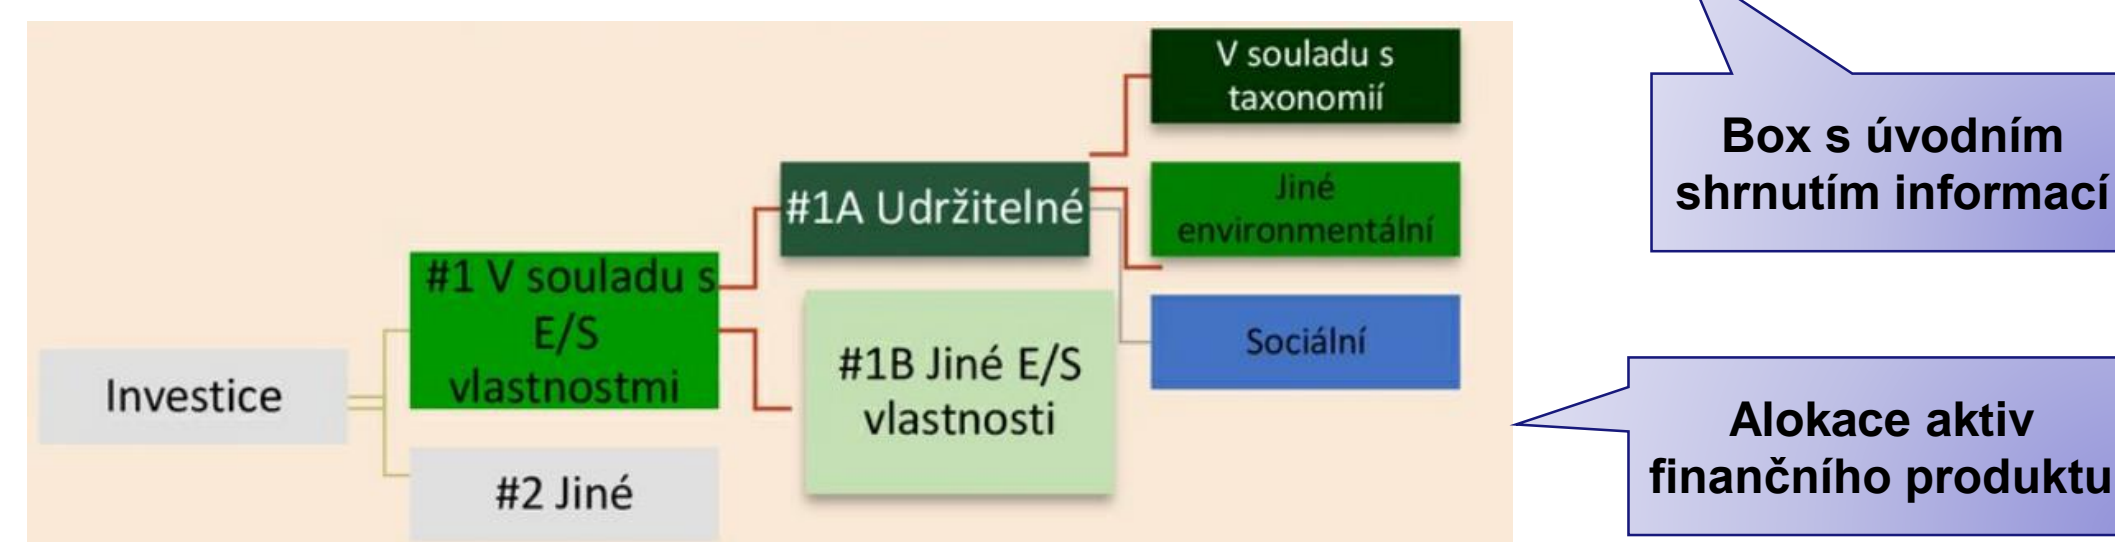 Investice
#1 V souladu s
E/S
vlastnostmi
#2 Jiné
#1A Udržitelné
#1B Jiné E/S
vlastnosti
V souladu s
taxonomií
Jiné
environmentální
Sociální
Box s úvodním
shrnutím informací
Alokace aktiv
finančního produktu